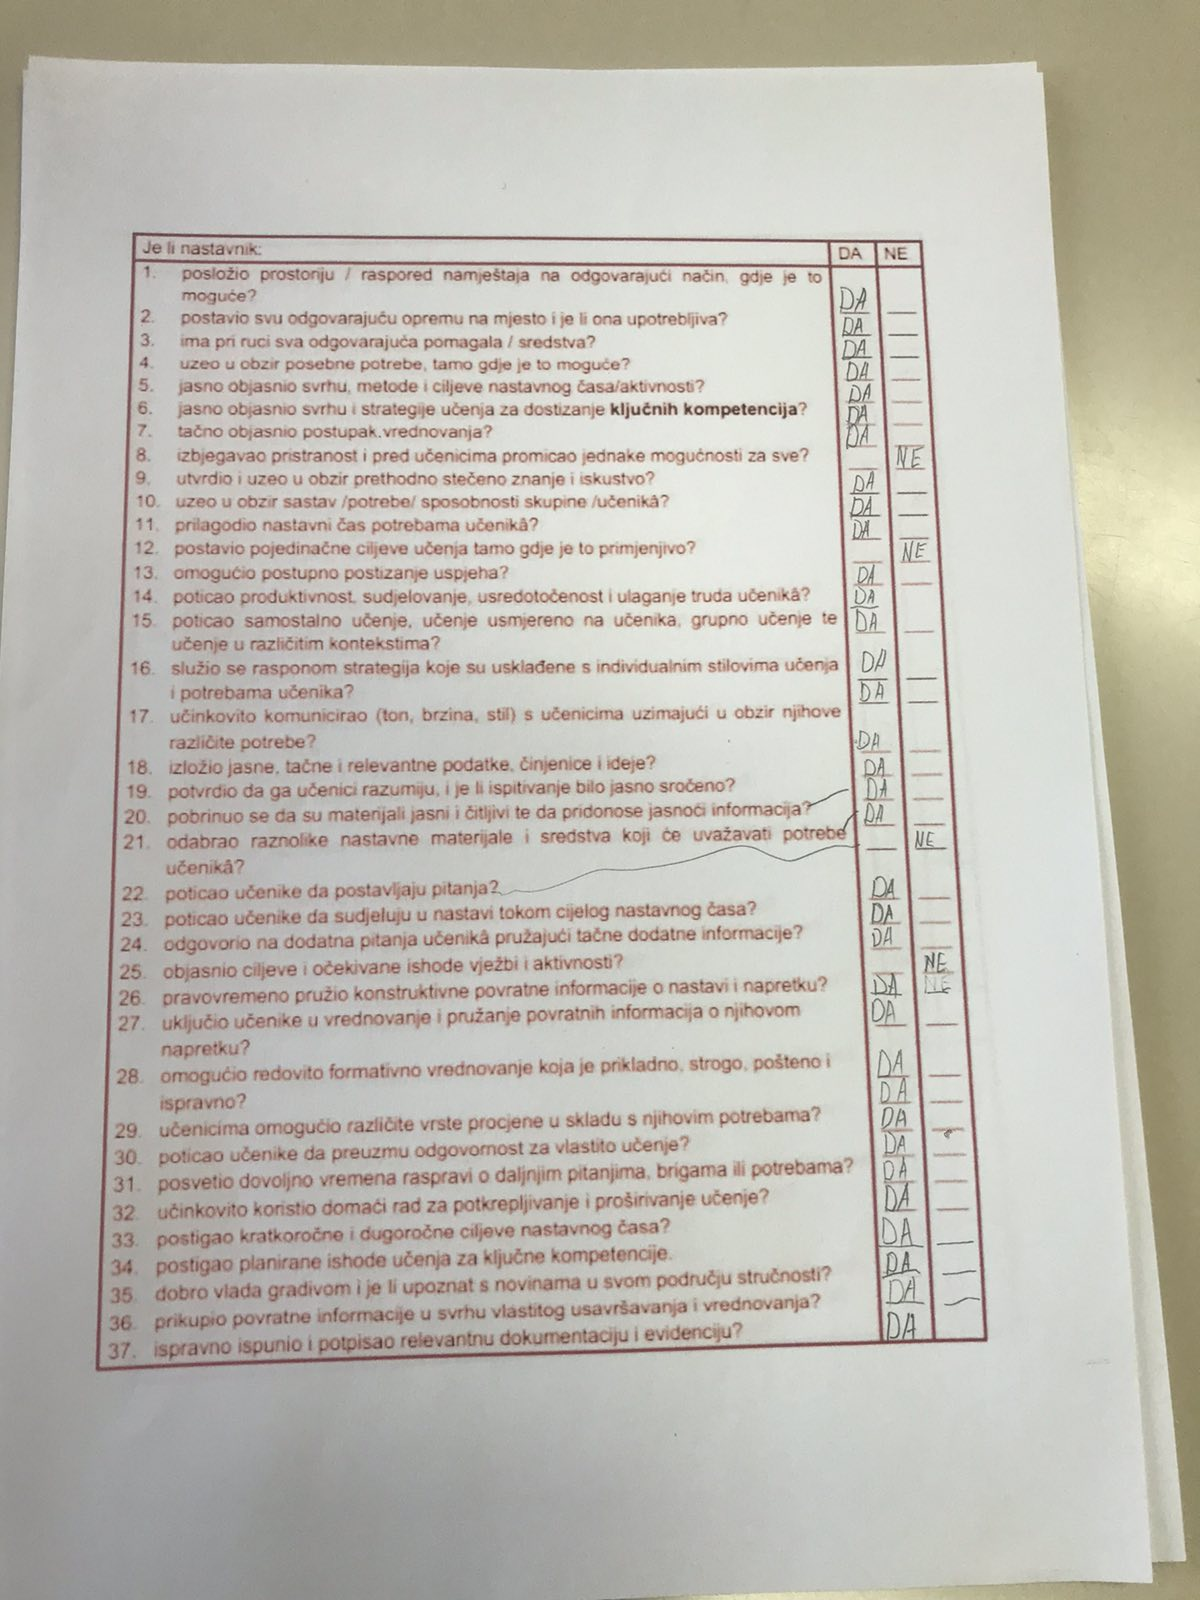 Je li nastavnik: DA NE
1. posložio prostoriju / raspored namještaja na odgovarajući način, gdje je to
moguće? DA
2. postavio svu odgovarajuću opremu na mjesto i je li ona upotrebljiva? DA
3. ima pri ruci sva odgovarajuća pomagala / sredstva? DA
4. uzeo u obzir posebne potrebe, tamo gdje je to moguće? DA
5. jasno objasnio svrhu, metode i ciljeve nastavnog časa/aktivnosti? DA
6. jasno objasnio svrhu i strategije učenja za dostizanje ključnih kompetencija? DA
7. tačno objasnio postupak vrednovanja? DA
8. izbjegavao pristranost i pred učenicima promicao jednake mogućnosti za sve? NE
9. utvrdio i uzeo u obzir prethodno stečeno znanje i iskustvo? DA
10. uzeo u obzir sastav /potrebe/ sposobnosti skupine /učenikâ? DA
11. prilagodio nastavni čas potrebama učenikâ? DA
12. postavio pojedinačne ciljeve učenja tamo gdje je to primjenjivo? NE
13. omogućio postupno postizanje uspjeha? DA
14. poticao produktivnost, sudjelovanje, usredotočenost i ulaganje truda učenikâ? DA
15. poticao samostalno učenje, učenje usmjereno na učenika, grupno učenje te DA
učenje u različitim kontekstima?
16. služio se rasponom strategija koje su usklađene s individualnim stilovima učenja DA
i potrebama učenika? DA
17. učinkovito komunicirao (ton, brzina, stil) s učenicima uzimajući u obzir njihove
različite potrebe? DA
18. izložio jasne, tačne i relevantne podatke, činjenice i ideje? DA
19. potvrdio da ga učenici razumiju, i je li ispitivanje bilo jasno sročeno? DA
20. pobrinuo se da su materijali jasni i čitljivi te da pridonose jasnoći informacija? DA
21. odabrao raznolike nastavne materijale i sredstva koji će uvažavati potrebe NE
učenikâ?
22. poticao učenike da postavljaju pitanja? DA
23. poticao učenike da sudjeluju u nastavi tokom cijelog nastavnog časa? DA
24. odgovorio na dodatna pitanja učenikâ pružajući tačne dodatne informacije? DA
25. objasnio ciljeve i očekivane ishode vježbi i aktivnosti? NE
26. pravovremeno pružio konstruktivne povratne informacije o nastavi i napretku? DA NE
27. uključio učenike u vrednovanje i pružanje povratnih informacija o njihovom DA
napretku?
28. omogućio redovito formativno vrednovanje koja je prikladno, strogo, pošteno i DA
ispravno? DA
29. učenicima omogućio različite vrste procjene u skladu s njihovim potrebama? DA
30. poticao učenike da preuzmu odgovornost za vlastito učenje? DA
31. posvetio dovoljno vremena raspravi o daljnjim pitanjima, brigama ili potrebama? DA
32. učinkovito koristio domaći rad za potkrepljivanje i proširivanje učenje? DA
33. postigao kratkoročne i dugoročne ciljeve nastavnog časa? DA
34. postigao planirane ishode učenja za ključne kompetencije. DA
35. dobro vlada gradivom i je li upoznat s novinama u svom području stručnosti? DA
36. prikupio povratne informacije u svrhu vlastitog usavršavanja i vrednovanja?
37. ispravno ispunio i potpisao relevantnu dokumentaciju i evidenciju? DA